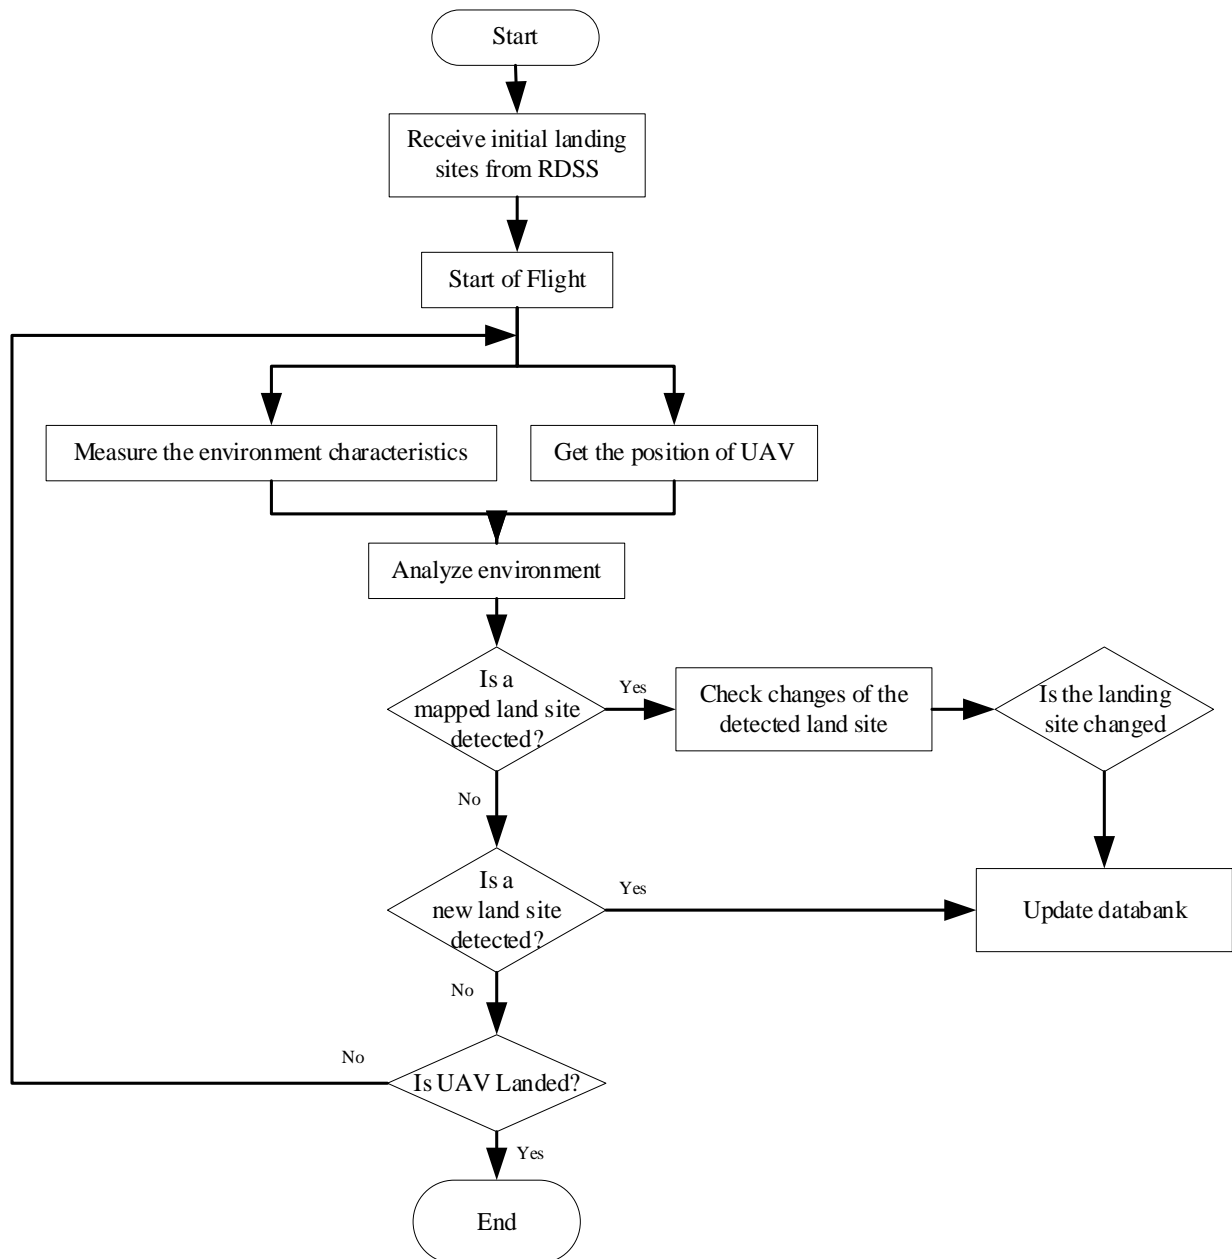 Start
Receive initial landing
sites from RDSS
Start of Flight
Measure the environment characteristics
Get the position of UAV
Analyze environment
Is a
mapped land site
detected?
Yes
Check changes of the
detected land site
Is the landing
site changed
No
Is a
new land site
detected?
Yes
Update databank
No
Is UAV Landed?
No
Yes
End